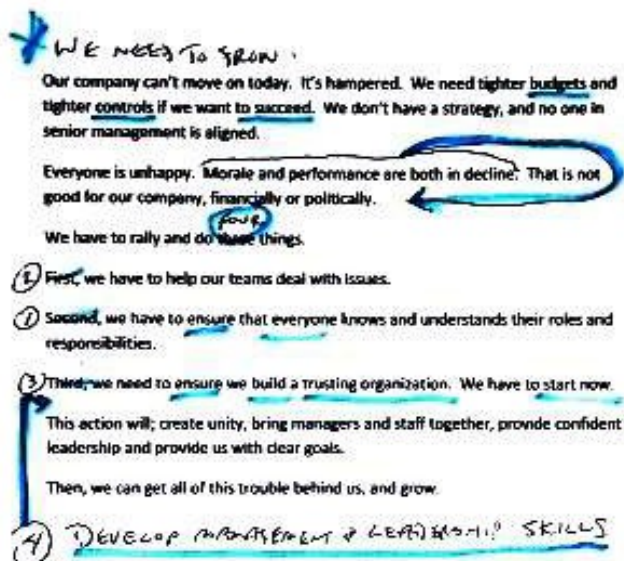 WE NEED TO GROW.
Our company can't move on today. It's hampered. We need tighter budgets and
tighter controls if we want to succeed. We don't have a strategy, and no one in
senior management is aligned.
Everyone is unhappy. Morale and performance are both in decline. That is not
good for our company, financially or politically.
FOUR
We have to rally and do three things.
② First, we have to help our teams deal with issues.
① Second, we have to ensure that everyone knows and understands their roles and
responsibilities.
③ Third, we need to ensure we build a trusting organization. We have to start now.
This action will; create unity, bring managers and staff together, provide confident
leadership and provide us with clear goals.
Then, we can get all of this trouble behind us, and grow.
④ DEVELOP MANAGEMENT & LEADERSHIP SKILLS